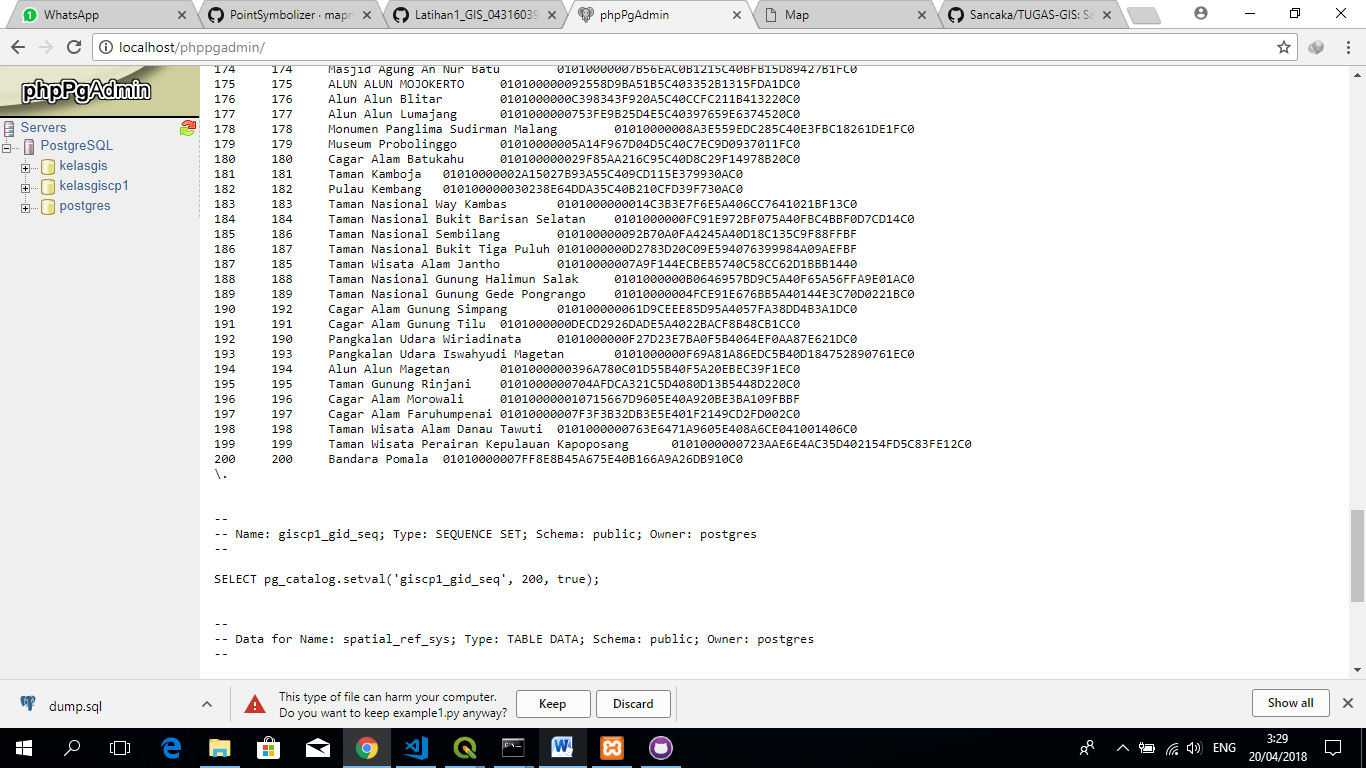 WhatsApp
PointSymbolizer · mapn
Latihan1_GIS_04316039
phpPgAdmin
Map
Sancaka/TUGAS-GIS: Sa
localhost/phppgadmin/
phpPgAdmin
Servers
PostgreSQL
kelasgis
kelasgiscp1
postgres
174 174 Masjid Agung An Nur Batu 01010000007B56EAC0B1215C40BFB15D89427B1FC0
175 175 ALUN ALUN MOJOKERTO 010100000092558D9BA51B5C403352B1315FDA1DC0
176 176 Alun Alun Blitar 0101000000C398343F920A5C40CCFC211B413220C0
177 177 Alun Alun Lumajang 0101000000753FE9B25D4E5C40397659E6374520C0
178 178 Monumen Panglima Sudirman Malang 01010000008A3E559EDC285C40E3FBC18261DE1FC0
179 179 Museum Probolinggo 01010000005A14F967D04D5C40C7EC9D0937011FC0
180 180 Cagar Alam Batukahu 010100000029F85AA216C95C40D8C29F14978B20C0
181 181 Taman Kamboja 01010000002A15027B93A55C409CD115E379930AC0
182 182 Pulau Kembang 010100000030238E64DDA35C40B210CFD39F730AC0
183 183 Taman Nasional Way Kambas 010100000014C3B3E7F6E5A406CC7641021BF13C0
184 184 Taman Nasional Bukit Barisan Selatan 0101000000FC91E972BF075A40FBC4BBF0D7CD14C0
185 186 Taman Nasional Sembilang 010100000092B70A0FA4245A40D18C135C9F88FFBF
186 187 Taman Nasional Bukit Tiga Puluh 0101000000D2783D20C09E594076399984A09AEFBF
187 185 Taman Wisata Alam Jantho 01010000007A9F144ECBEB5740C58CC62D1BBB1440
188 188 Taman Nasional Gunung Halimun Salak 0101000000B0646957BD9C5A40F65A56FFA9E01AC0
189 189 Taman Nasional Gunung Gede Pongrango 01010000004FCE91E676BB5A40144E3C70D0221BC0
190 192 Cagar Alam Gunung Simpang 010100000061D9CEEE85D95A4057FA38DD4B3A1DC0
191 191 Cagar Alam Gunung Tilu 0101000000DECD2926DADE5A4022BACF8B48CB1CC0
192 190 Pangkalan Udara Wiriadinata 0101000000F27D23E7BA0F5B4064EF0AA87E621DC0
193 193 Pangkalan Udara Iswahyudi Magetan 0101000000F69A81A86EDC5B40D184752890761EC0
194 194 Alun Alun Magetan 0101000000396A780C01D55B40F5A20EBEC39F1EC0
195 195 Taman Gunung Rinjani 0101000000704AFDCA321C5D4080D13B5448D220C0
196 196 Cagar Alam Morowali 010100000010715667D9605E40A920BE3BA109FBBF
197 197 Cagar Alam Faruhumpenai 01010000007F3F3B32DB3E5E401F2149CD2FD002C0
198 198 Taman Wisata Alam Danau Tawuti 0101000000763E6471A9605E408A6CE041001406C0
199 199 Taman Wisata Perairan Kepulauan Kapoposang 0101000000723AAE6E4AC35D402154FD5C83FE12C0
200 200 Bandara Pomala 01010000007FF8E8B45A675E40B166A9A26DB910C0
\.
--
-- Name: giscp1_gid_seq; Type: SEQUENCE SET; Schema: public; Owner: postgres
--
SELECT pg_catalog.setval('giscp1_gid_seq', 200, true);
--
-- Data for Name: spatial_ref_sys; Type: TABLE DATA; Schema: public; Owner: postgres
--
dump.sql
This type of file can harm your computer.
Do you want to keep example1.py anyway?
Keep
Discard
Show all
ENG
3:29
20/04/2018